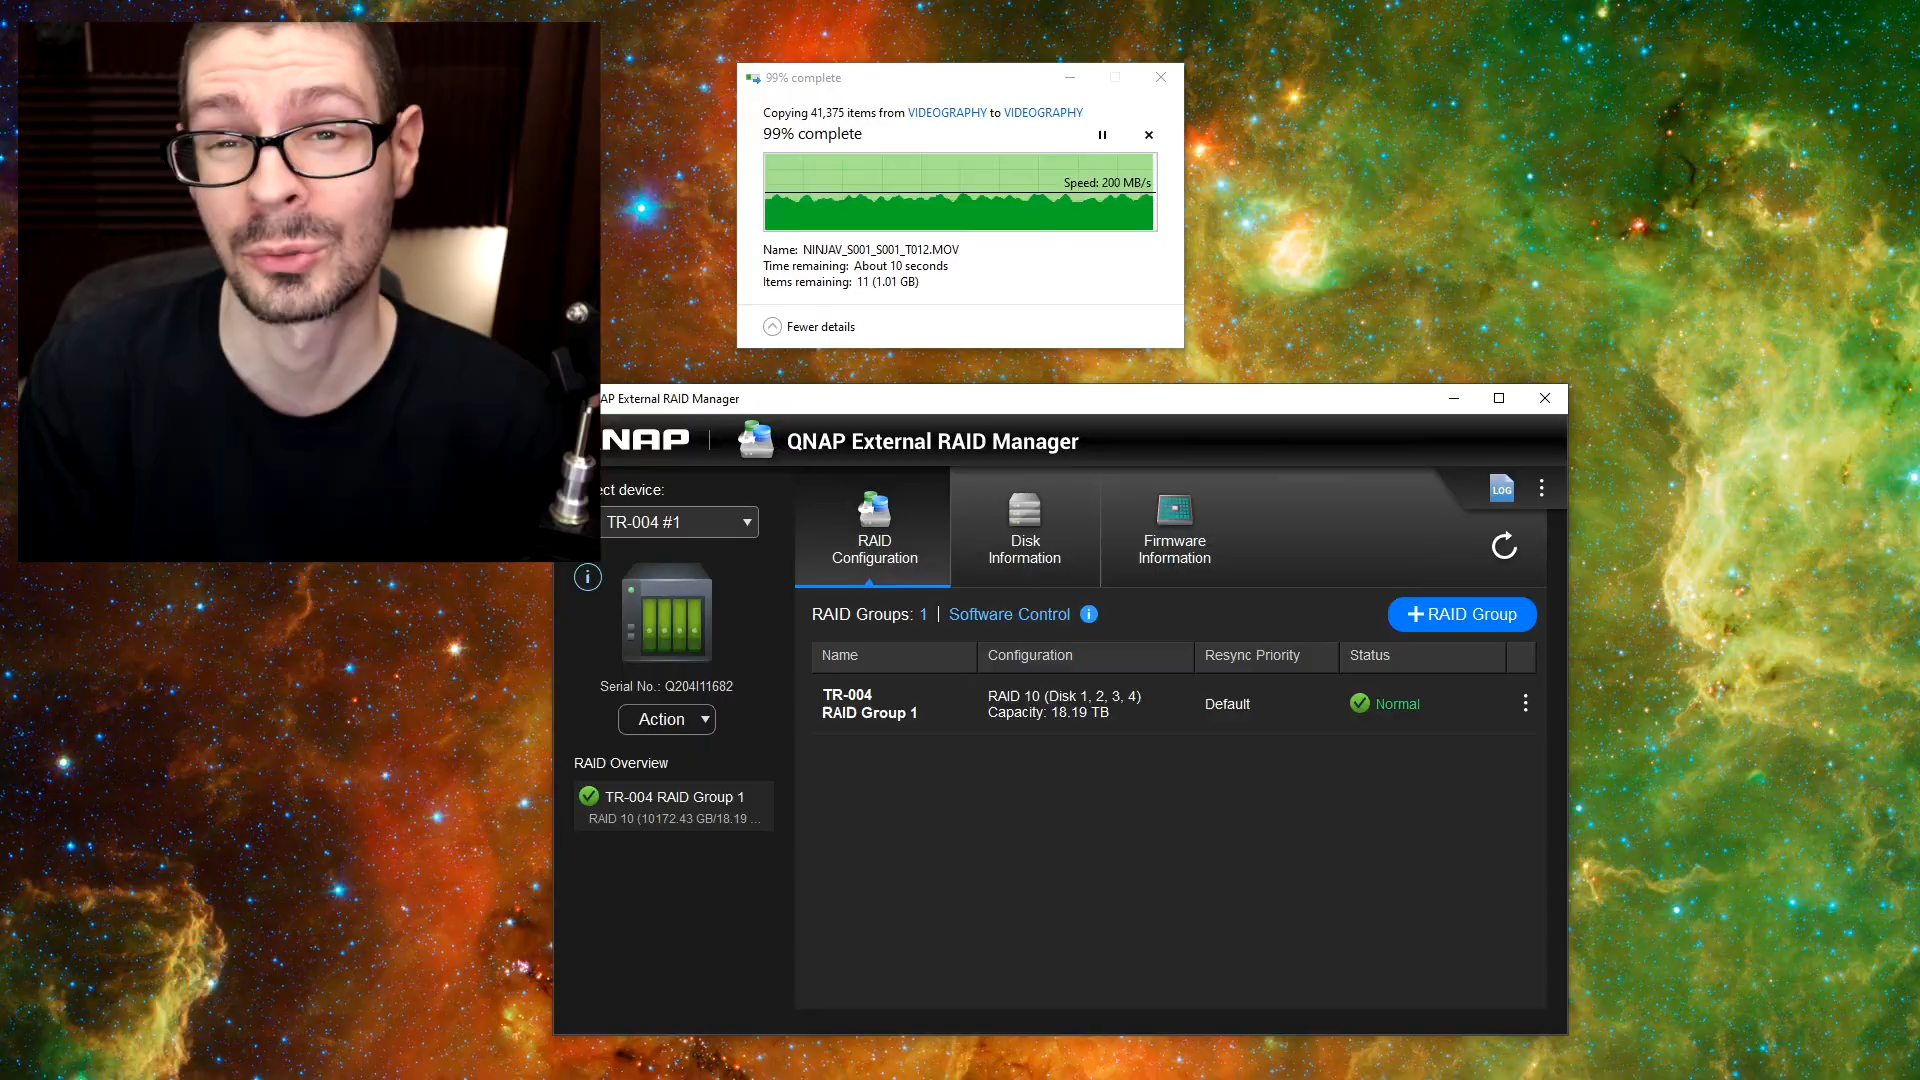 99% complete
Copying 41,375 items from VIDEOGRAPHY to VIDEOGRAPHY
99% complete
Speed: 200 MB/s
Name: NINJAV_S001_S001_T012.MOV
Time remaining: About 10 seconds
Items remaining: 11 (1.01 GB)
Fewer details
AP External RAID Manager
NAP
QNAP External RAID Manager
ect device:
TR-004 #1
RAID
Configuration
Disk
Information
Firmware
Information
LOG
Serial No.: Q204I11682
Action
RAID Overview
TR-004 RAID Group 1
RAID 10 (10172.43 GB/18.19 ...
RAID Groups: 1 | Software Control
+ RAID Group
Name Configuration Resync Priority Status
TR-004
RAID Group 1
RAID 10 (Disk 1, 2, 3, 4)
Capacity: 18.19 TB
Default
Normal